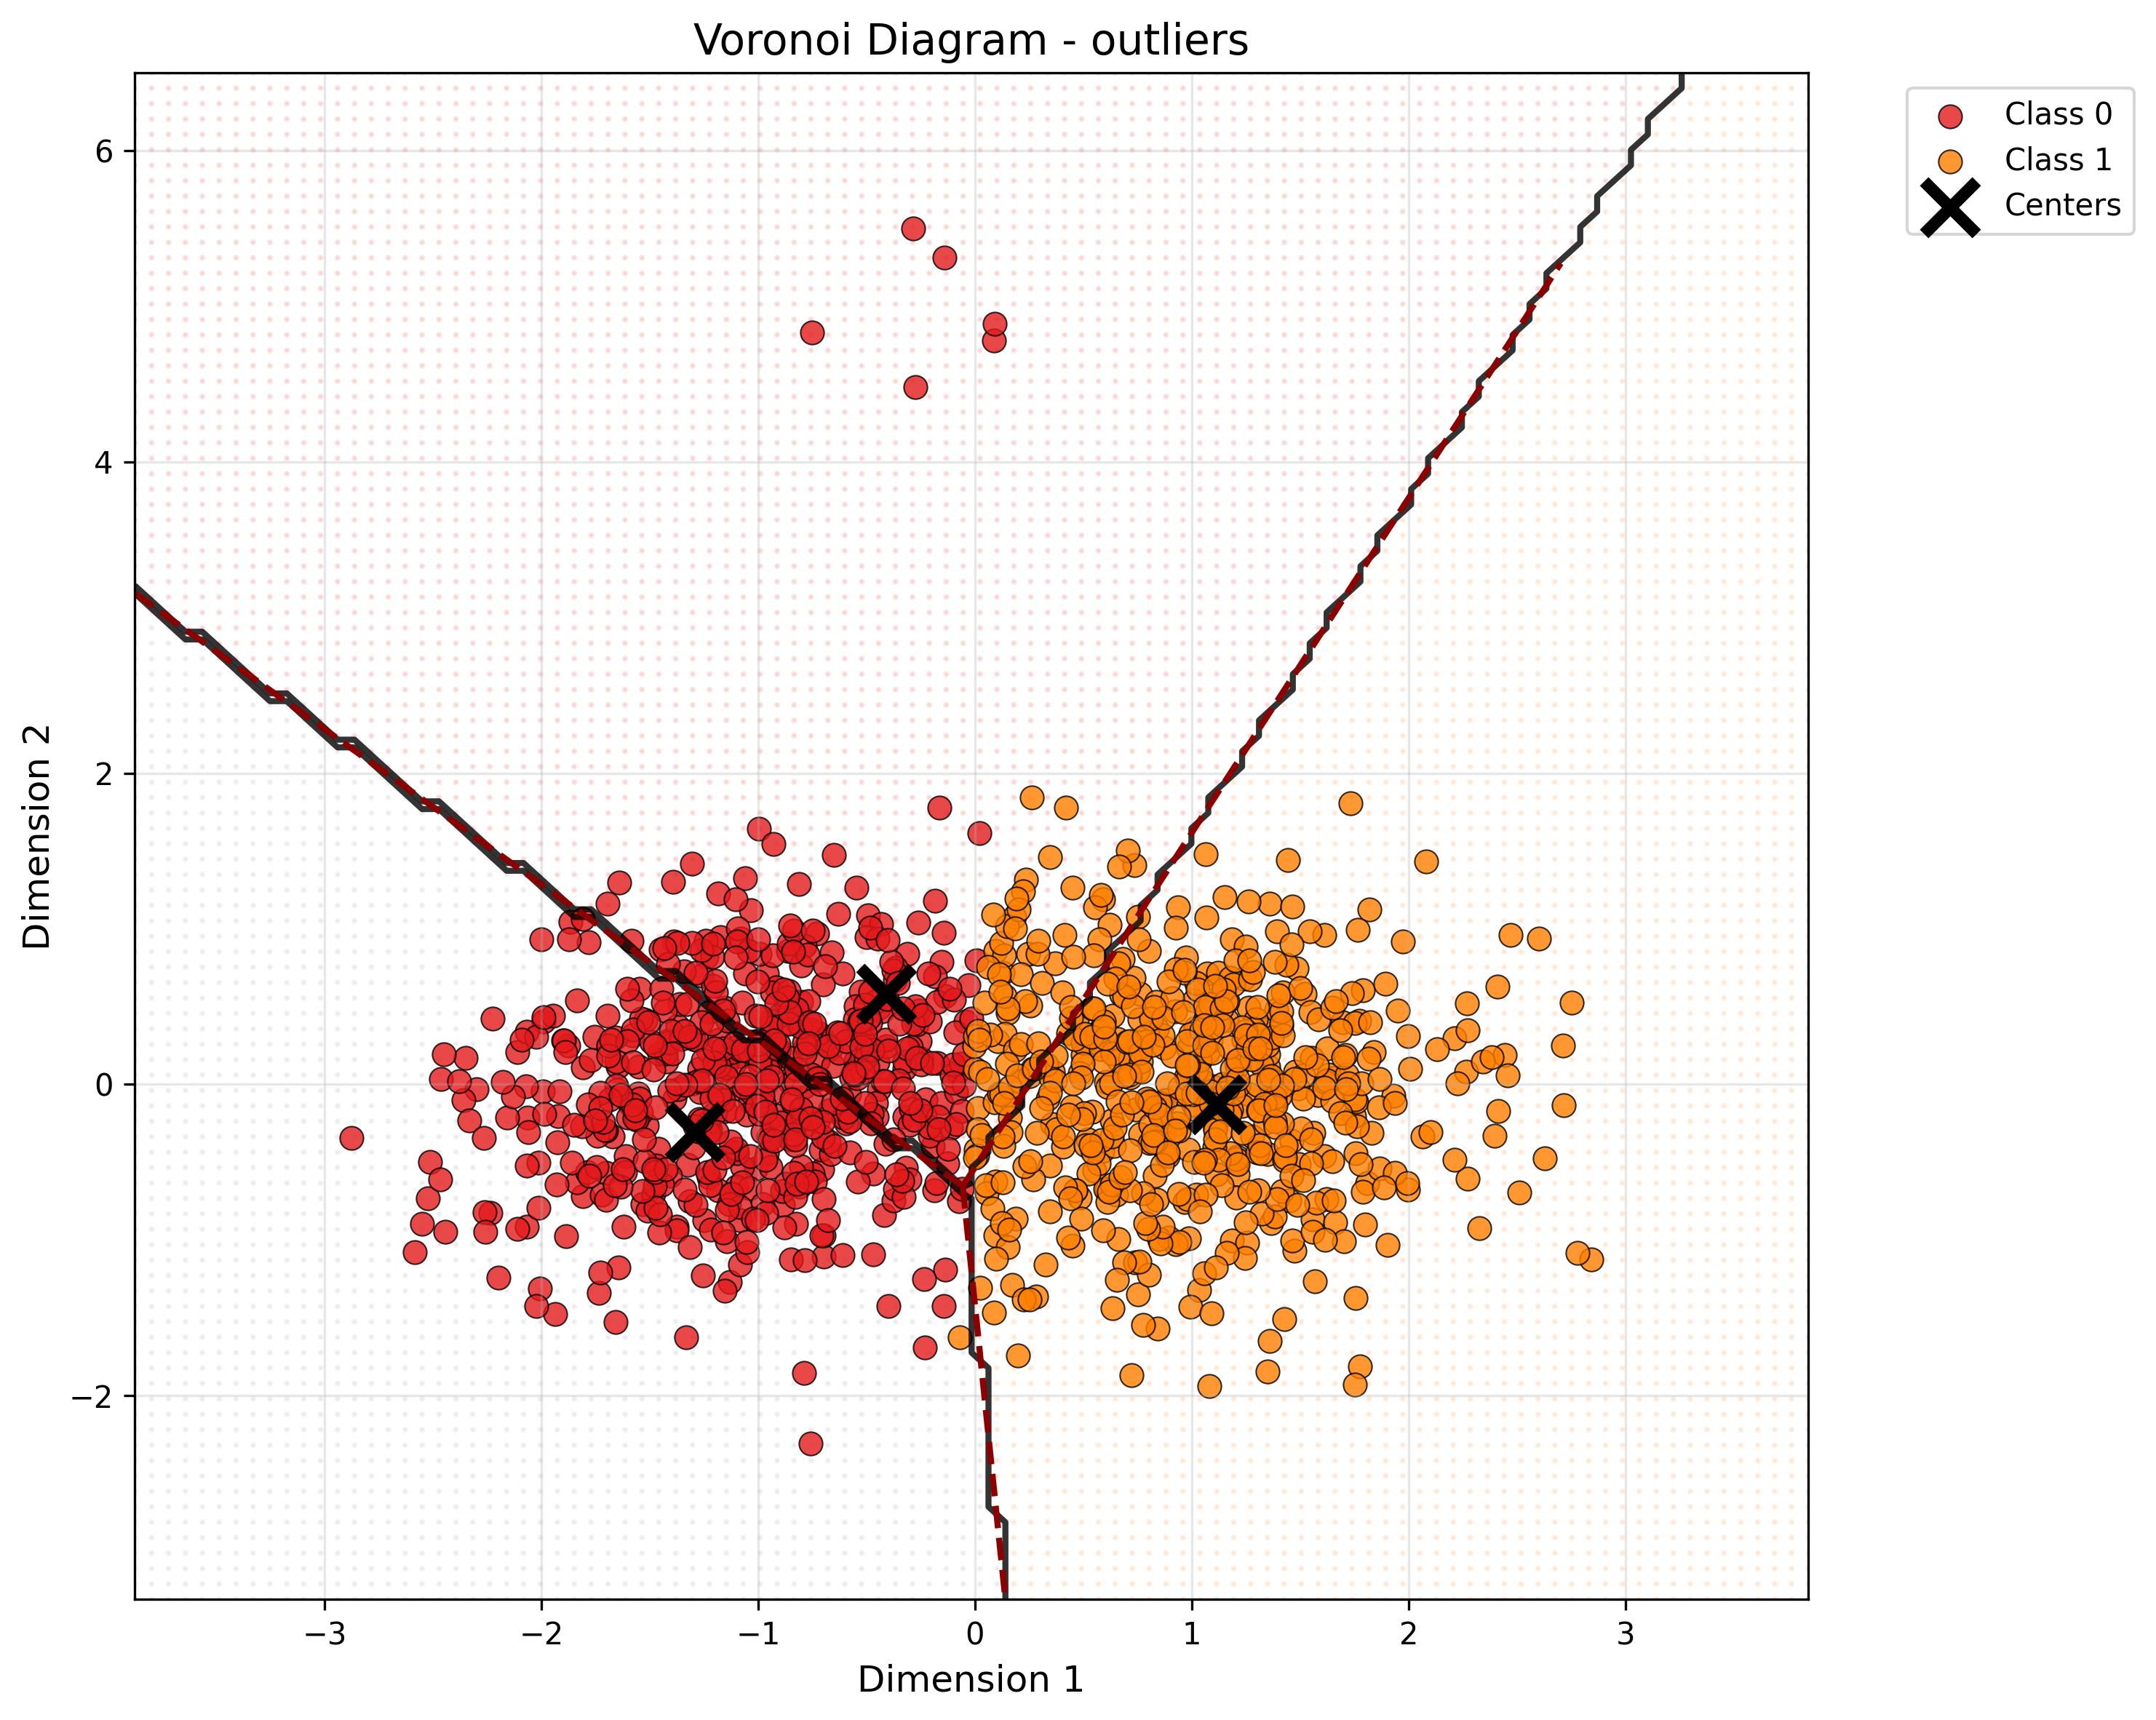 Voronoi Diagram - outliers
Class 0
Class 1
Centers
6
4
2
0
−2
Dimension 2
−3
−2
−1
0
1
2
3
Dimension 1